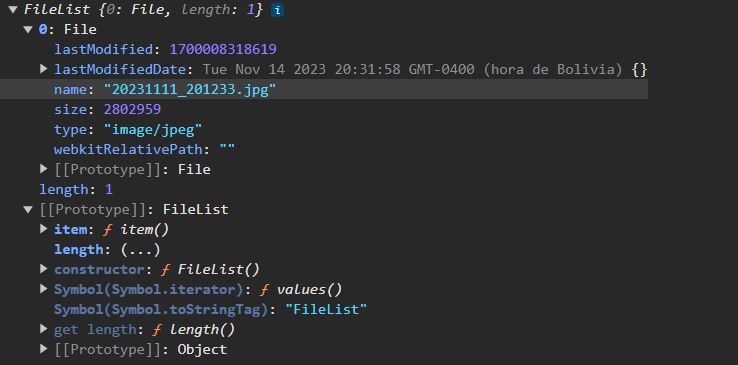 FileList {0: File, length: 1} i
0: File
lastModified: 1700008318619
lastModifiedDate: Tue Nov 14 2023 20:31:58 GMT-0400 (hora de Bolivia) {}
name: "20231111_201233.jpg"
size: 2802959
type: "image/jpeg"
webkitRelativePath: ""
[[Prototype]]: File
length: 1
[[Prototype]]: FileList
item: ƒ item()
length: (...)
constructor: ƒ FileList()
Symbol(Symbol.iterator): ƒ values()
Symbol(Symbol.toStringTag): "FileList"
get length: ƒ length()
[[Prototype]]: Object